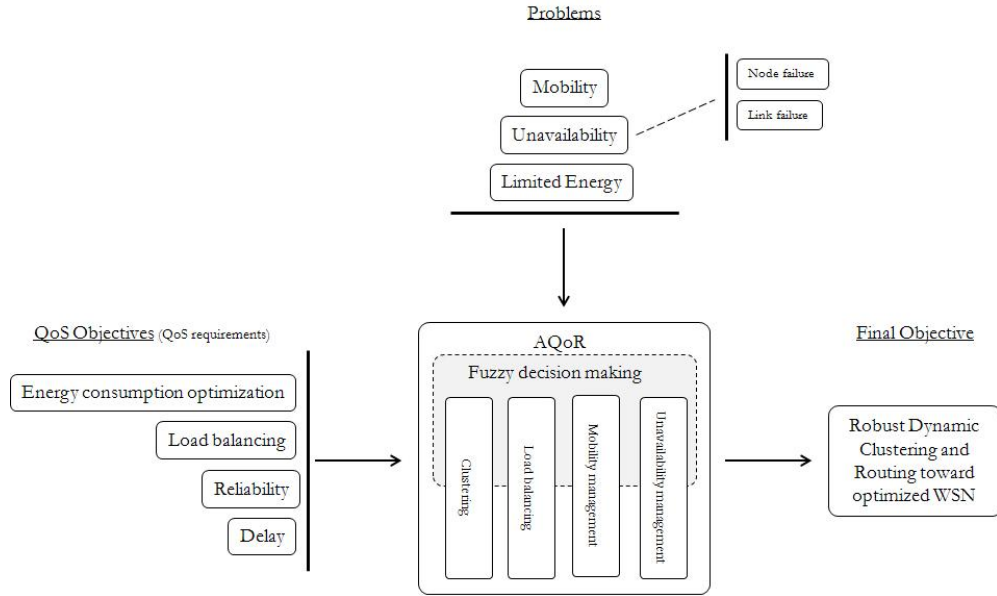 Problems
Mobility
Unavailability
Limited Energy
Node failure
Link failure
QoS Objectives (QoS requirements)
Energy consumption optimization
Load balancing
Reliability
Delay
AQoR
Fuzzy decision making
Clustering
Load balancing
Mobility management
Unavailability management
Final Objective
Robust Dynamic
Clustering and
Routing toward
optimized WSN